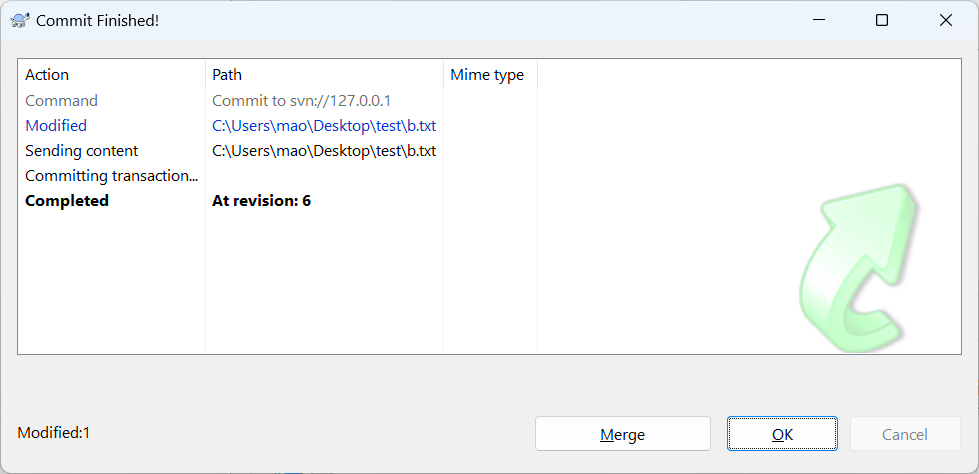 Commit Finished!
Action Path Mime type
Command Commit to svn://127.0.0.1
Modified C:\Users\mao\Desktop\test\b.txt
Sending content C:\Users\mao\Desktop\test\b.txt
Committing transaction...
Completed At revision: 6
Modified:1
Merge OK Cancel